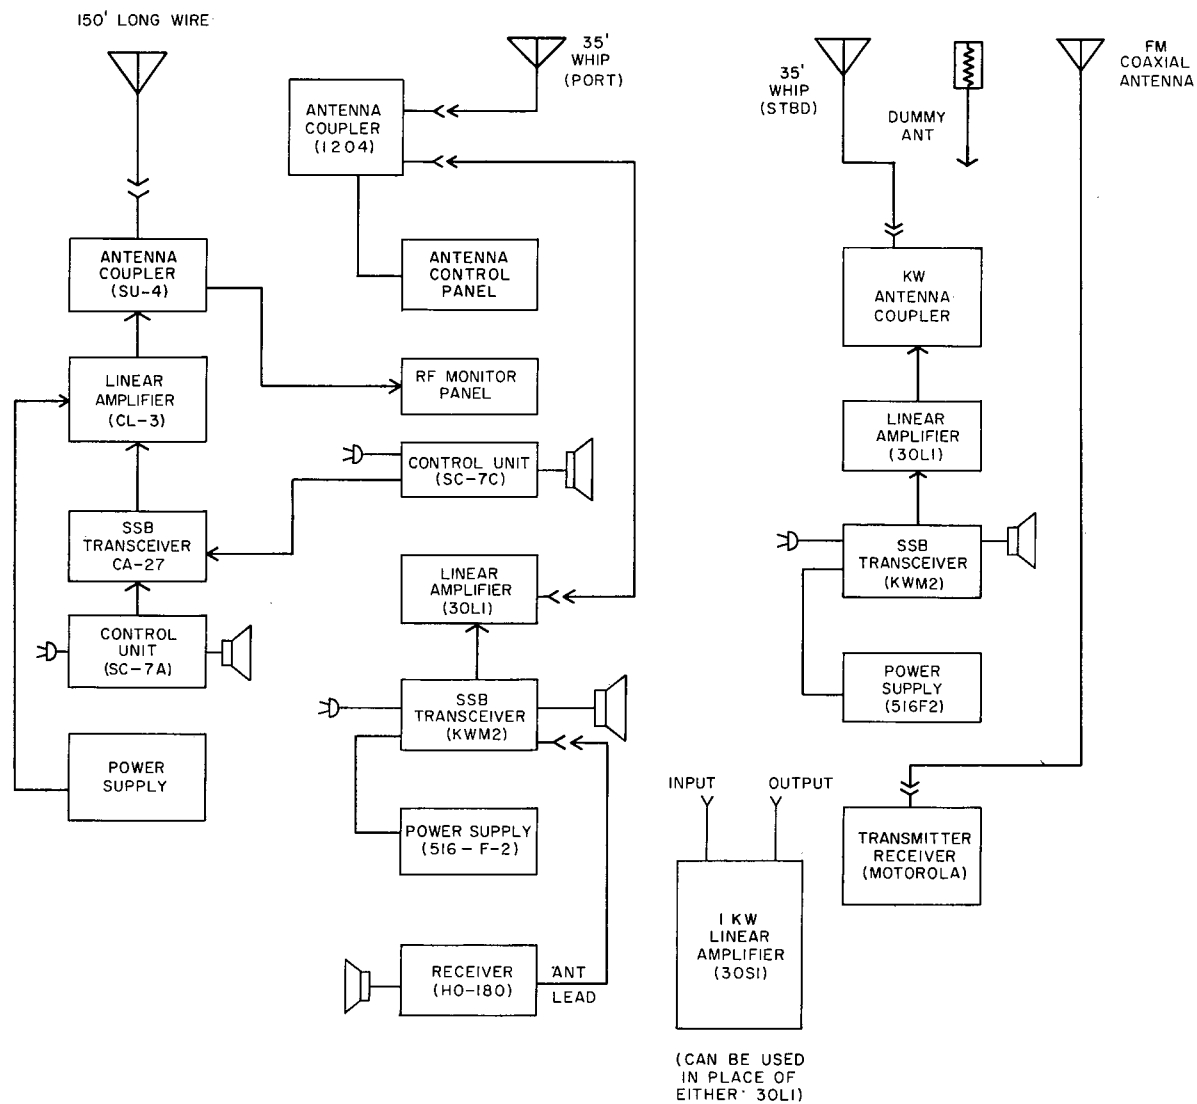 150' LONG WIRE
35'
WHIP
(PORT)
ANTENNA
COUPLER
(1204)
35'
WHIP
(STBD)
DUMMY
ANT
FM
COAXIAL
ANTENNA
ANTENNA
COUPLER
(SU-4)
ANTENNA
CONTROL
PANEL
KW
ANTENNA
COUPLER
LINEAR
AMPLIFIER
(CL-3)
RF MONITOR
PANEL
CONTROL UNIT
(SC-7C)
LINEAR
AMPLIFIER
(30L1)
SSB
TRANSCEIVER
CA-27
LINEAR
AMPLIFIER
(30L1)
SSB
TRANSCEIVER
(KWM2)
CONTROL
UNIT
(SC-7A)
SSB
TRANSCEIVER
(KWM2)
POWER
SUPPLY
(516F2)
POWER
SUPPLY
POWER SUPPLY
(516-F-2)
INPUT OUTPUT
TRANSMITTER
RECEIVER
(MOTOROLA)
1 KW
LINEAR
AMPLIFIER
(30S1)
RECEIVER
(HO-180)
ANT
LEAD
(CAN BE USED
IN PLACE OF
EITHER 30L1)